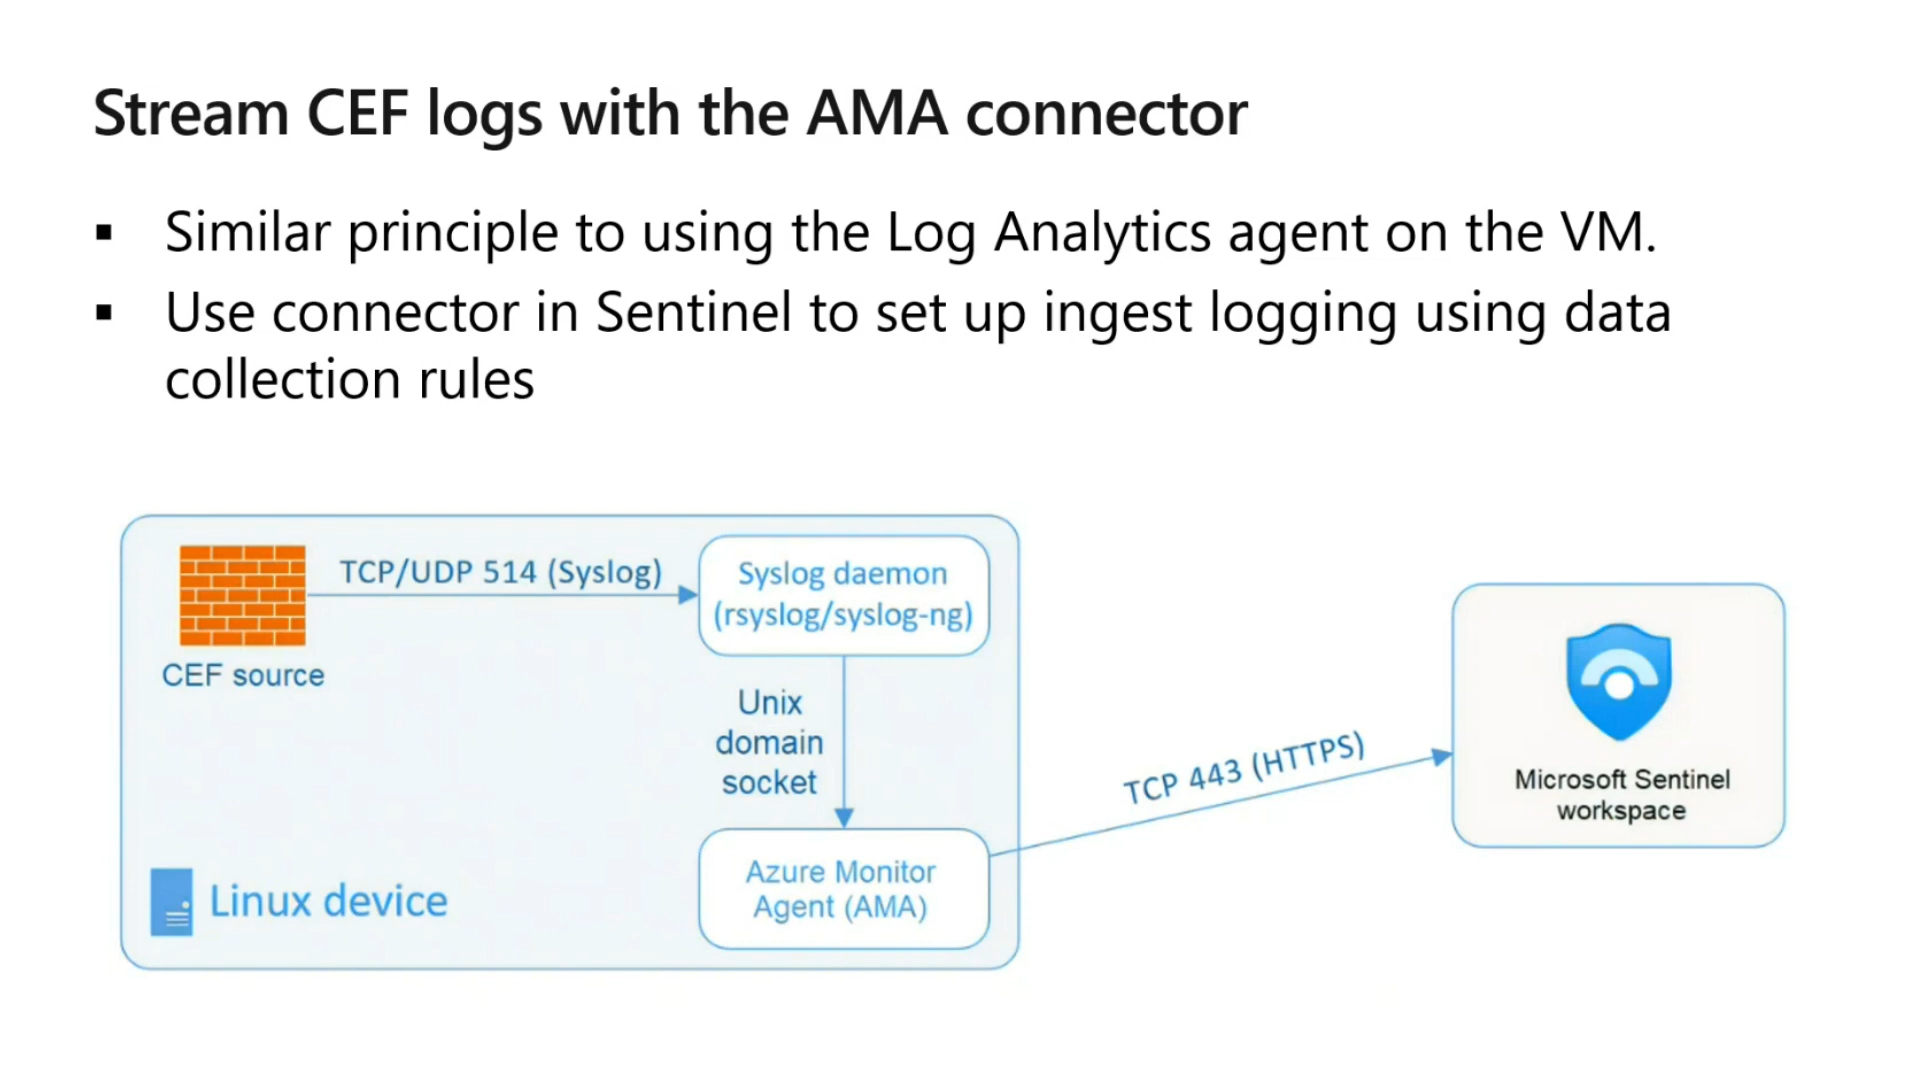 Stream CEF logs with the AMA connector
▪ Similar principle to using the Log Analytics agent on the VM.
▪ Use connector in Sentinel to set up ingest logging using data
collection rules
TCP/UDP 514 (Syslog)
Syslog daemon
(rsyslog/syslog-ng)
CEF source
Unix
domain
socket
TCP 443 (HTTPS)
Microsoft Sentinel
workspace
Azure Monitor
Agent (AMA)
Linux device